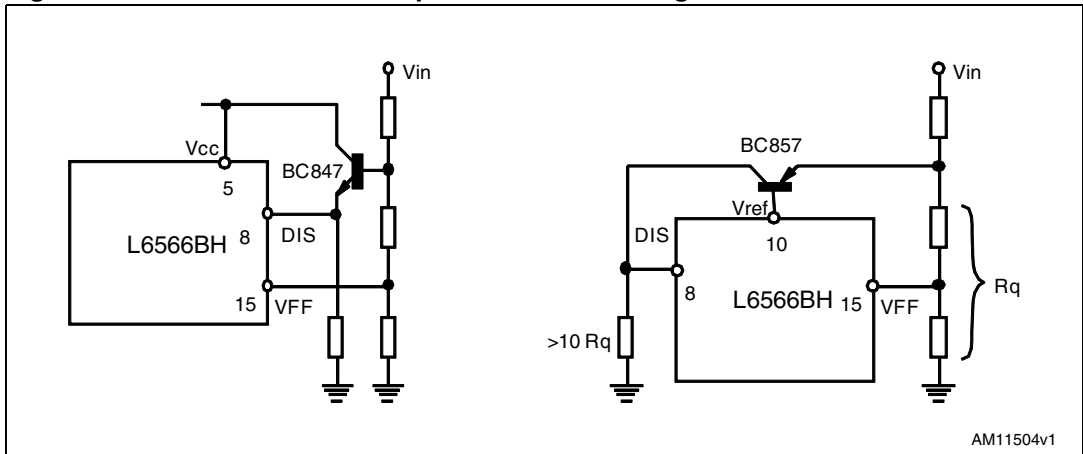 Vin
Vcc
5
BC847
8
DIS
L6566BH
15
VFF
Vin
BC857
Vref
10
DIS
8
L6566BH
15
VFF
Rq
>10 Rq
AM11504v1